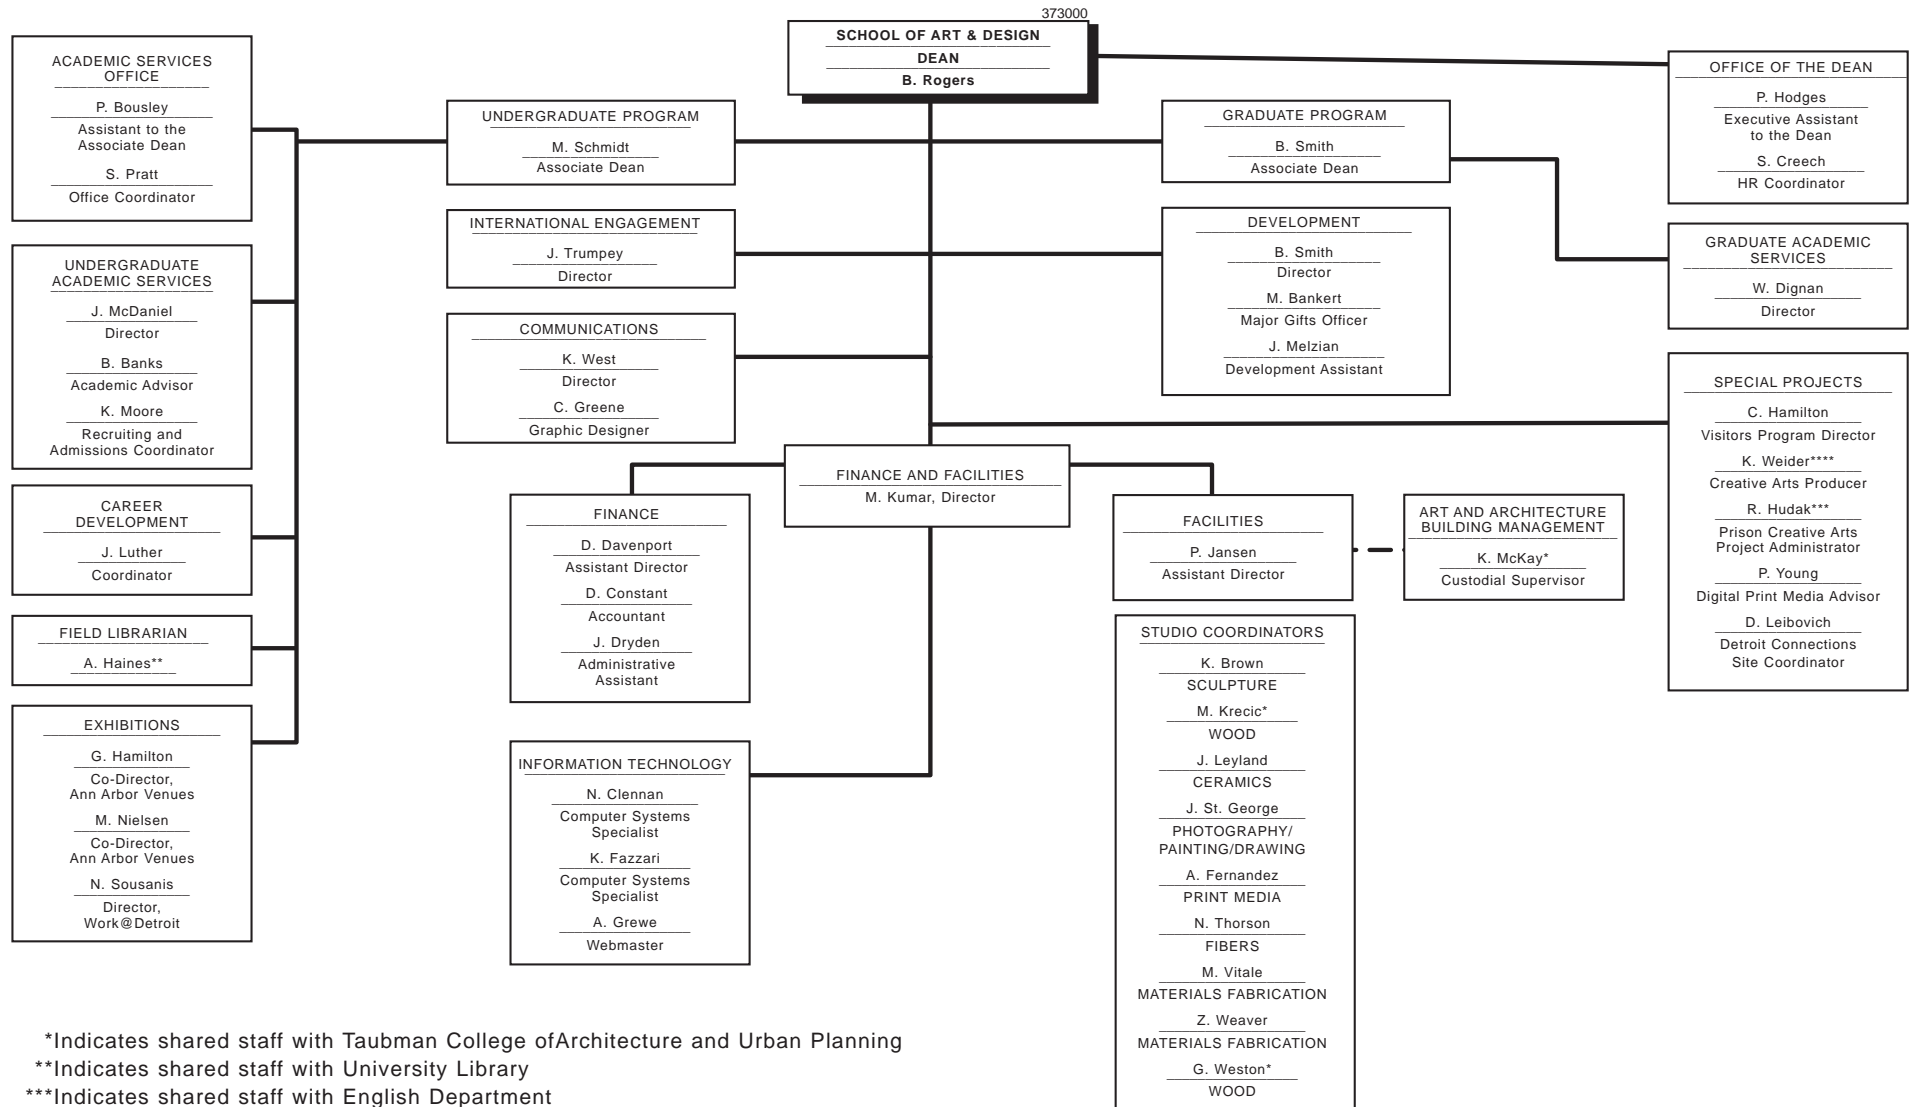 373000
SCHOOL OF ART & DESIGN
DEAN
B. Rogers
ACADEMIC SERVICES
OFFICE
P. Bousley
Assistant to the
Associate Dean
S. Pratt
Office Coordinator
UNDERGRADUATE
ACADEMIC SERVICES
J. McDaniel
Director
B. Banks
Academic Advisor
K. Moore
Recruiting and
Admissions Coordinator
CAREER
DEVELOPMENT
J. Luther
Coordinator
FIELD LIBRARIAN
A. Haines**
EXHIBITIONS
G. Hamilton
Co-Director,
Ann Arbor Venues
M. Nielsen
Co-Director,
Ann Arbor Venues
N. Sousanis
Director,
Work@Detroit
UNDERGRADUATE PROGRAM
M. Schmidt
Associate Dean
INTERNATIONAL ENGAGEMENT
J. Trumpey
Director
COMMUNICATIONS
K. West
Director
C. Greene
Graphic Designer
FINANCE AND FACILITIES
M. Kumar, Director
FINANCE
D. Davenport
Assistant Director
D. Constant
Accountant
J. Dryden
Administrative
Assistant
INFORMATION TECHNOLOGY
N. Clennan
Computer Systems
Specialist
K. Fazzari
Computer Systems
Specialist
A. Grewe
Webmaster
GRADUATE PROGRAM
B. Smith
Associate Dean
DEVELOPMENT
B. Smith
Director
M. Bankert
Major Gifts Officer
J. Melzian
Development Assistant
FACILITIES
P. Jansen
Assistant Director
ART AND ARCHITECTURE
BUILDING MANAGEMENT
K. McKay*
Custodial Supervisor
STUDIO COORDINATORS
K. Brown
SCULPTURE
M. Krecic*
WOOD
J. Leyland
CERAMICS
J. St. George
PHOTOGRAPHY/
PAINTING/DRAWING
A. Fernandez
PRINT MEDIA
N. Thorson
FIBERS
M. Vitale
MATERIALS FABRICATION
Z. Weaver
MATERIALS FABRICATION
G. Weston*
WOOD
OFFICE OF THE DEAN
P. Hodges
Executive Assistant
to the Dean
S. Creech
HR Coordinator
GRADUATE ACADEMIC
SERVICES
W. Dignan
Director
SPECIAL PROJECTS
C. Hamilton
Visitors Program Director
K. Weider****
Creative Arts Producer
R. Hudak***
Prison Creative Arts
Project Administrator
P. Young
Digital Print Media Advisor
D. Leibovich
Detroit Connections
Site Coordinator
*Indicates shared staff with Taubman College ofArchitecture and Urban Planning
**Indicates shared staff with University Library
***Indicates shared staff with English Department